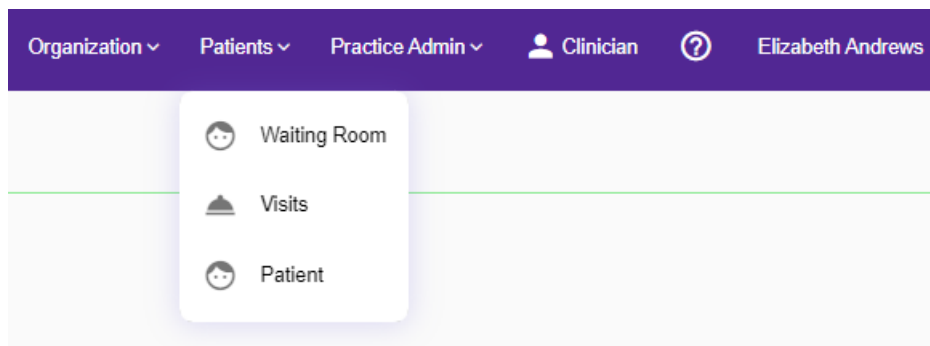 Organization Patients Practice Admin Clinician ? Elizabeth Andrews
Waiting Room
Visits
Patient